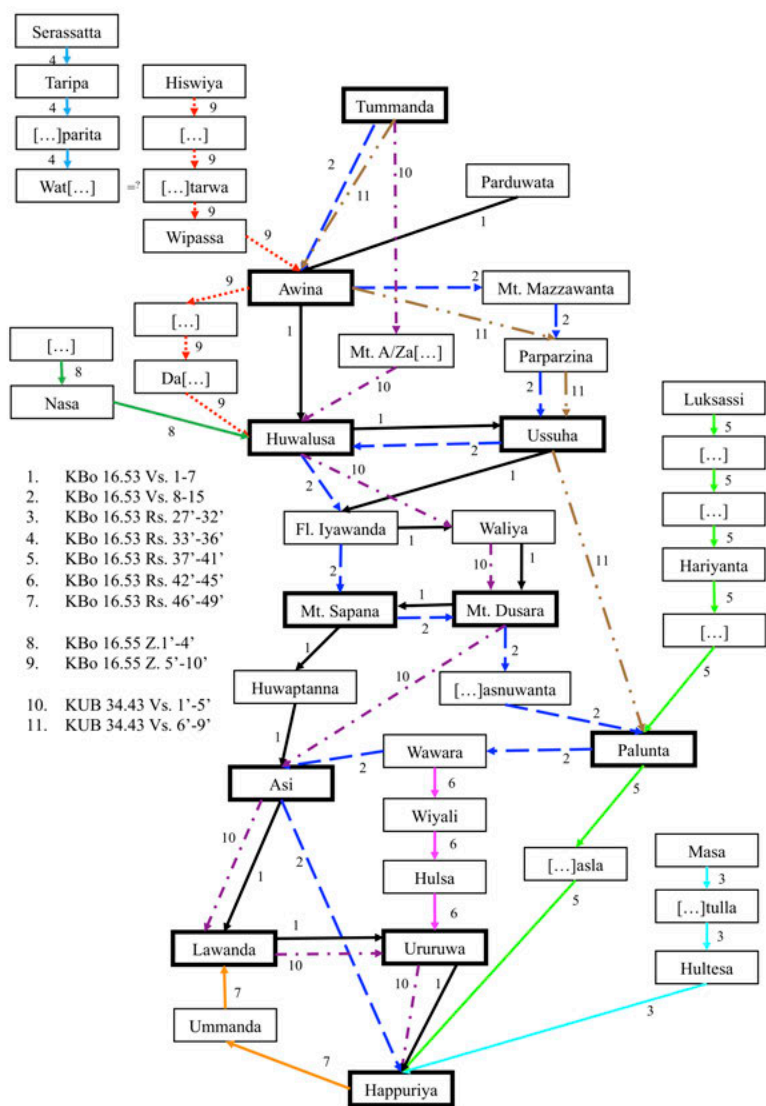 Serassatta
4
Taripa
Hiswiya
4
9
Tummanda
[…]parita
[…]
4
9
2
10
Wat[…]
=?
[…]tarwa
11
Parduwata
9
1
Wipassa
9
Awina
2
Mt. Mazzawanta
9
[…]
1
11
2
9
Mt. A/Za[…]
Parparzina
[…]
8
Da[…]
10
2
11
Luksassi
Nasa
9
5
8
Huwalusa
1
Ussuha
[…]
2
10
2
1
5
[…]
1. KBo 16.53 Vs. 1-7
2. KBo 16.53 Vs. 8-15
3. KBo 16.53 Rs. 27’-32’
4. KBo 16.53 Rs. 33’-36’
5. KBo 16.53 Rs. 37’-41’
6. KBo 16.53 Rs. 42’-45’
7. KBo 16.53 Rs. 46’-49’
8. KBo 16.55 Z.1’-4’
9. KBo 16.55 Z. 5’-10’
10. KUB 34.43 Vs. 1’-5’
11. KUB 34.43 Vs. 6’-9’
Fl. Iyawanda
1
Waliya
5
Hariyanta
2
10
1
11
5
Mt. Sapana
1
2
Mt. Dusara
[…]
1
10
2
5
Huwaptanna
[…]asnuwanta
1
2
Asi
2
Wawara
2
Palunta
6
5
10
1
2
Wiyali
6
Hulsa
[…]asla
Masa
3
6
5
[…]tulla
3
Lawanda
1
10
Ururuwa
Hultesa
7
10
1
3
Ummanda
7
Happuriya